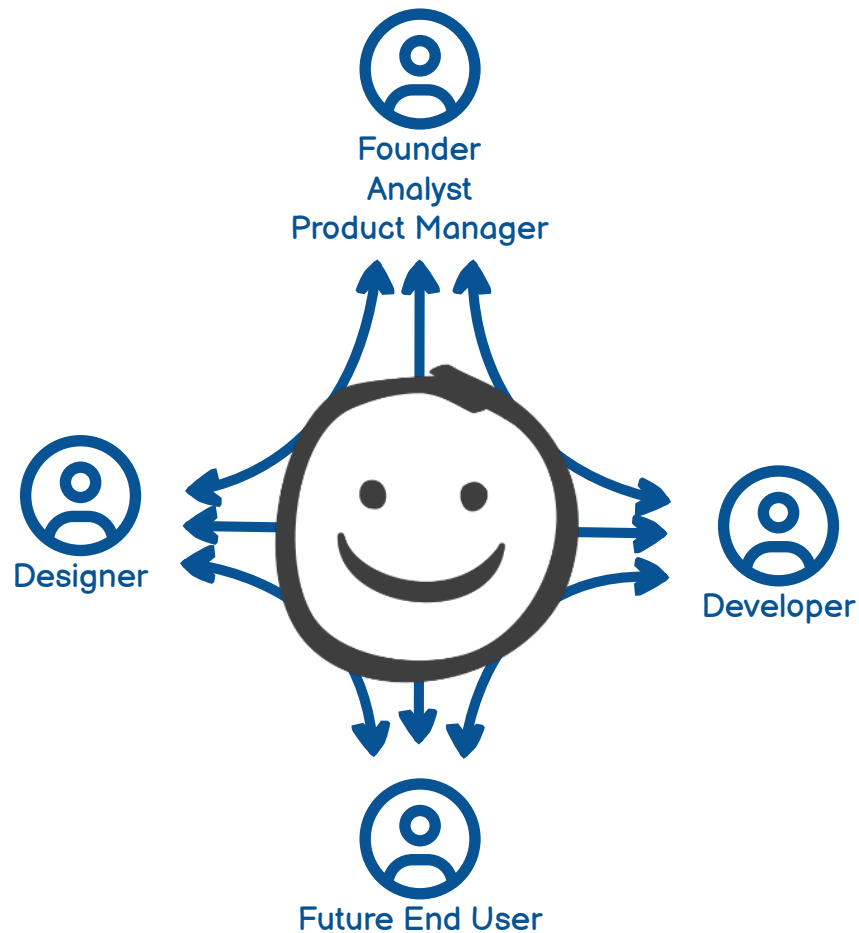 Founder
Analyst
Product Manager
Designer
Developer
Future End User